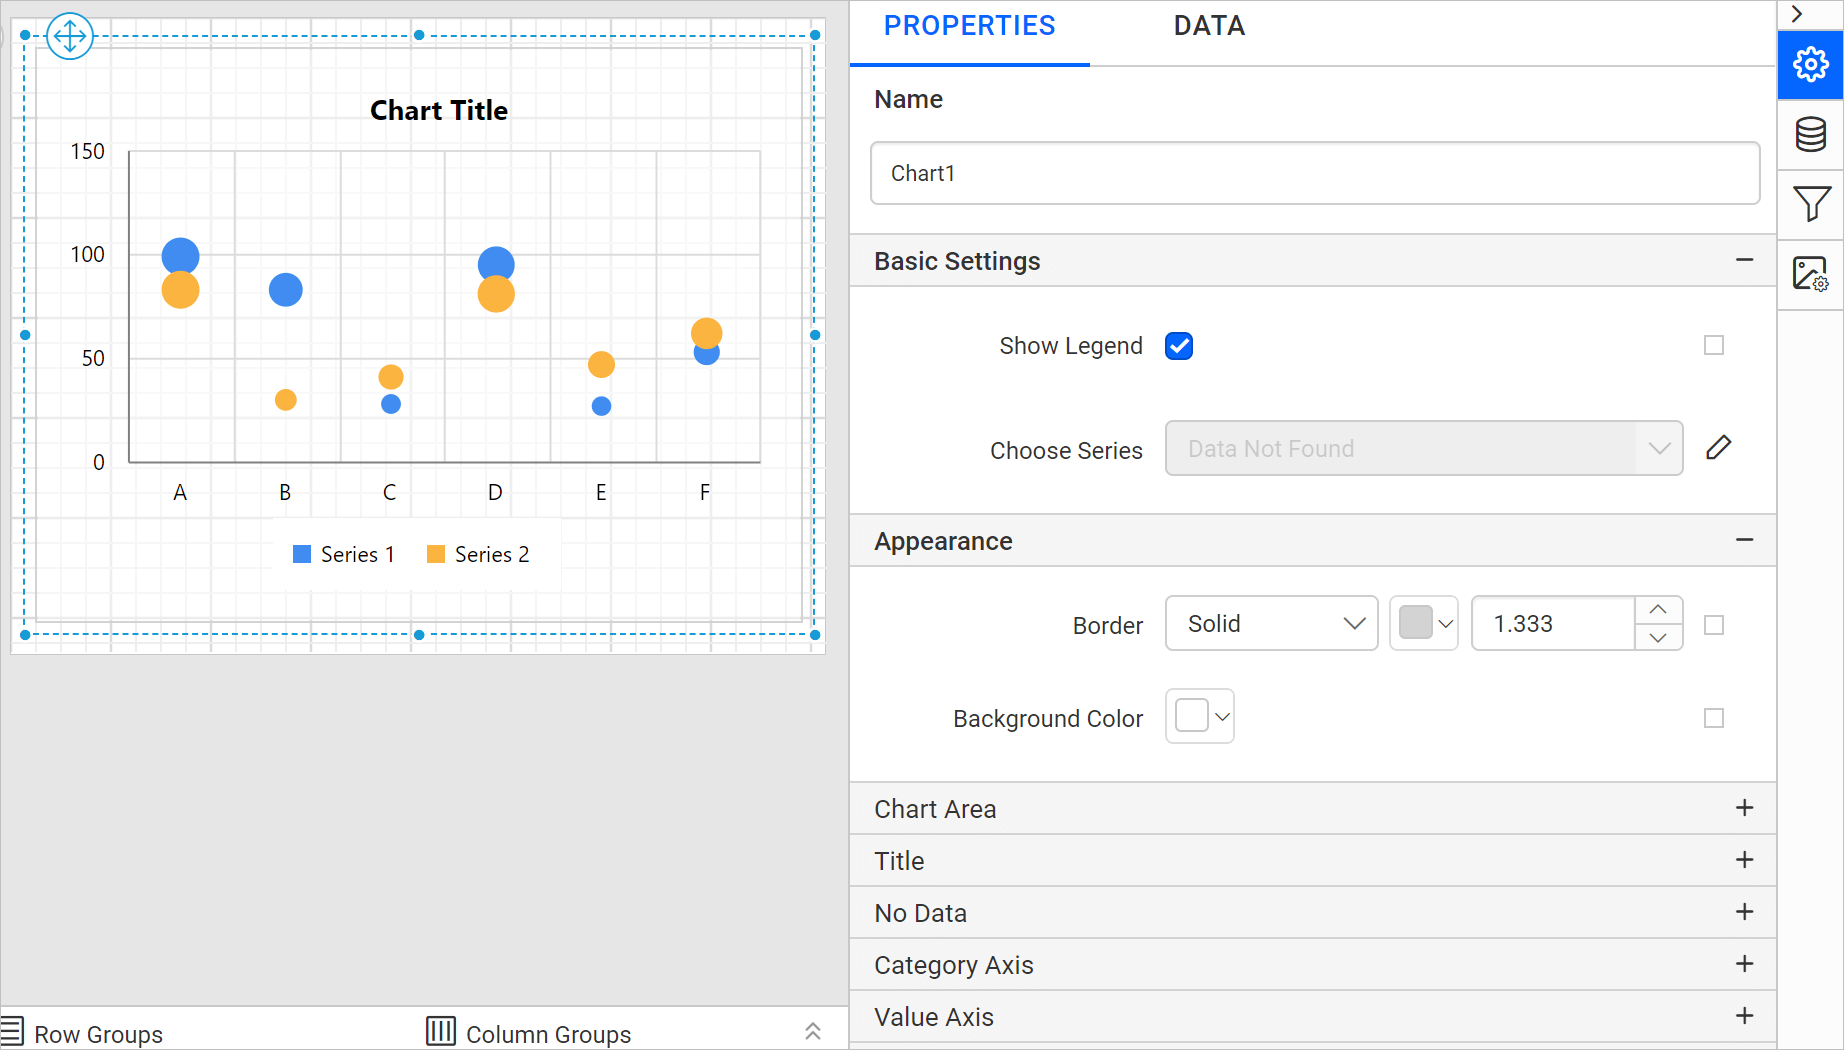 Chart Title
150
100
50
0
A B C D E F
Series 1 Series 2
Row Groups
Column Groups
PROPERTIES DATA
Name
Chart1
Basic Settings
Show Legend
Choose Series Data Not Found
Appearance
Border Solid 1.333
Background Color
Chart Area
Title
No Data
Category Axis
Value Axis